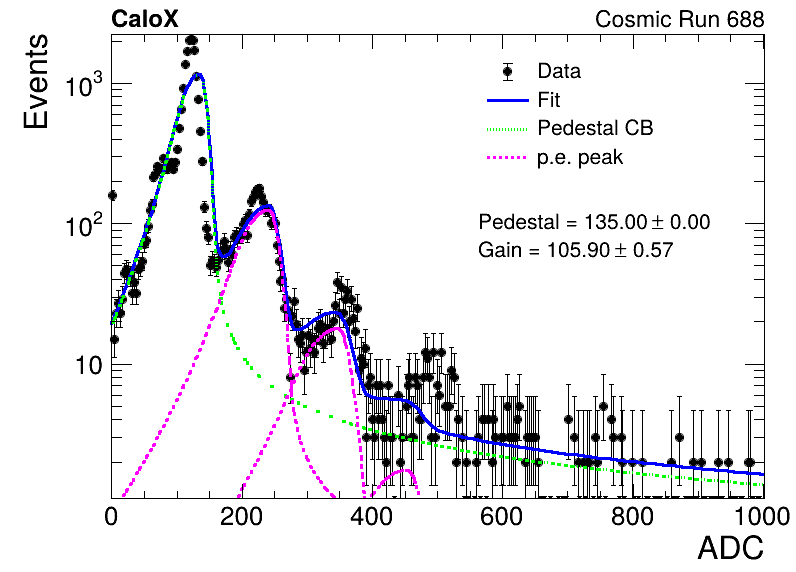 CaloX Cosmic Run 688
Events
Data
Fit
Pedestal CB
p.e. peak
Pedestal = 135.00 ± 0.00
Gain = 105.90 ± 0.57
10³
10²
10
0 200 400 600 800 1000
ADC